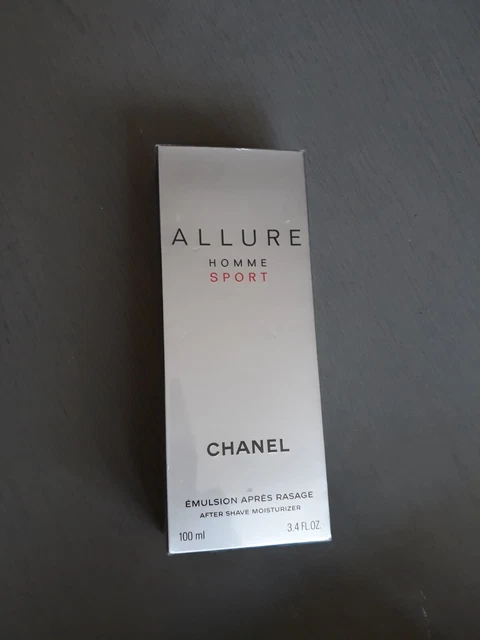 ALLURE
HOMME
SPORT
CHANEL
ÉMULSION APRÈS RASAGE
AFTER SHAVE MOISTURIZER
100 ml 3.4 FL.OZ.